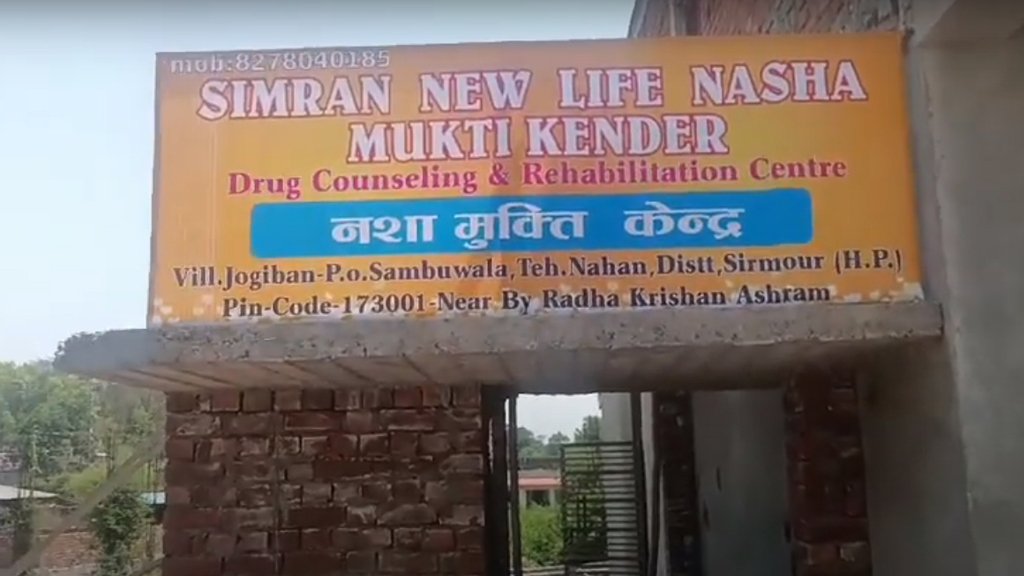 mob:8278040185
SIMRAN NEW LIFE NASHA
MUKTI KENDER
Drug Counseling & REHABILITATION Centre
नशा मुक्ति केन्द्र
Vill.Jogiban-P.o.Sambuwala,Teh.Nahan,Distt,Sirmour (H.P.)
Pin-Code-173001-Near By Radha Krishan Ashram